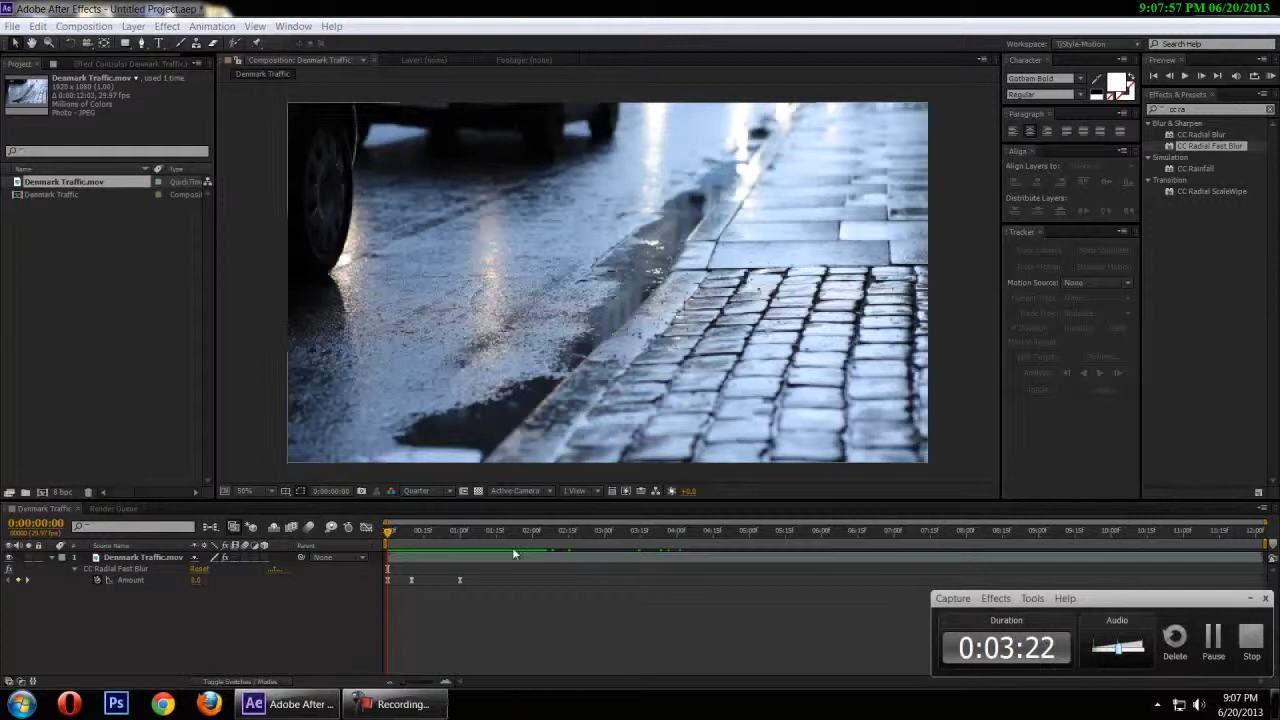 Adobe After Effects - Untitled Project.aep *
9:07:57 PM 06/20/2013
File Edit Composition Layer Effect Animation View Window Help
Workspace: TjStyle-Motion
Search Help
Project
Effect Controls: Denmark Traffic.
Composition: Denmark Traffic
Layer: (none)
Footage: (none)
Character
Preview
Denmark Traffic
Denmark Traffic.mov ▾, used 1 time
1920 x 1080 (1.00)
Δ 0:00:12:03, 29.97 fps
Millions of Colors
Photo - JPEG
Gotham Bold
Regular
Effects & Presets
cc ra
Paragraph
Blur & Sharpen
CC Radial Blur
CC Radial Fast Blur
Simulation
CC Rainfall
Transition
CC Radial ScaleWipe
Align
Align Layers to:
Distribute Layers:
Name
Type
Denmark Traffic.mov
QuickTim
Denmark Traffic
Composit
Tracker
Motion Source: None
8 bpc
50%
0:00:00:00
Quarter
Active Camera
1 View
+0.0
Denmark Traffic
Render Queue
0:00:00:00
00000 (29.97 fps)
00:15f 01:00f 01:15f 02:00f 02:15f 03:00f 03:15f 04:00f 04:15f 05:00f 05:15f 06:00f 06:15f 07:00f 07:15f 08:00f 08:15f 09:00f 09:15f 10:00f 10:15f 11:00f 11:15f 12:00f
# Source Name
Parent
1 Denmark Traffic.mov
None
CC Radial Fast Blur
Reset
Amount
0.0
Toggle Switches / Modes
Capture Effects Tools Help
Duration
Audio
0:03:22
Delete
Pause
Stop
Adobe After ...
Recording...
9:07 PM
6/20/2013